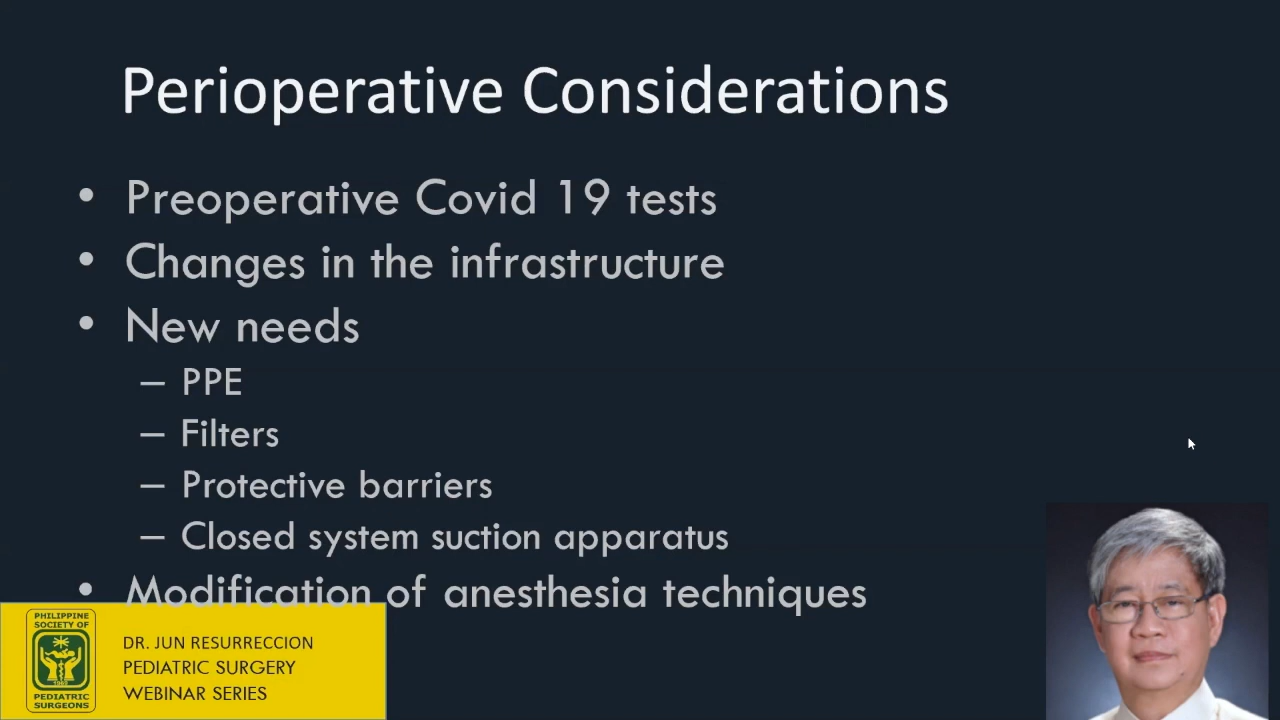 Perioperative Considerations
• Preoperative Covid 19 tests
• Changes in the infrastructure
• New needs
– PPE
– Filters
– Protective barriers
– Closed system suction apparatus
• Modification of anesthesia techniques
PHILIPPINE
SOCIETY OF
1965
PEDIATRIC
SURGEONS
DR. JUN RESURRECCION
PEDIATRIC SURGERY
WEBINAR SERIES